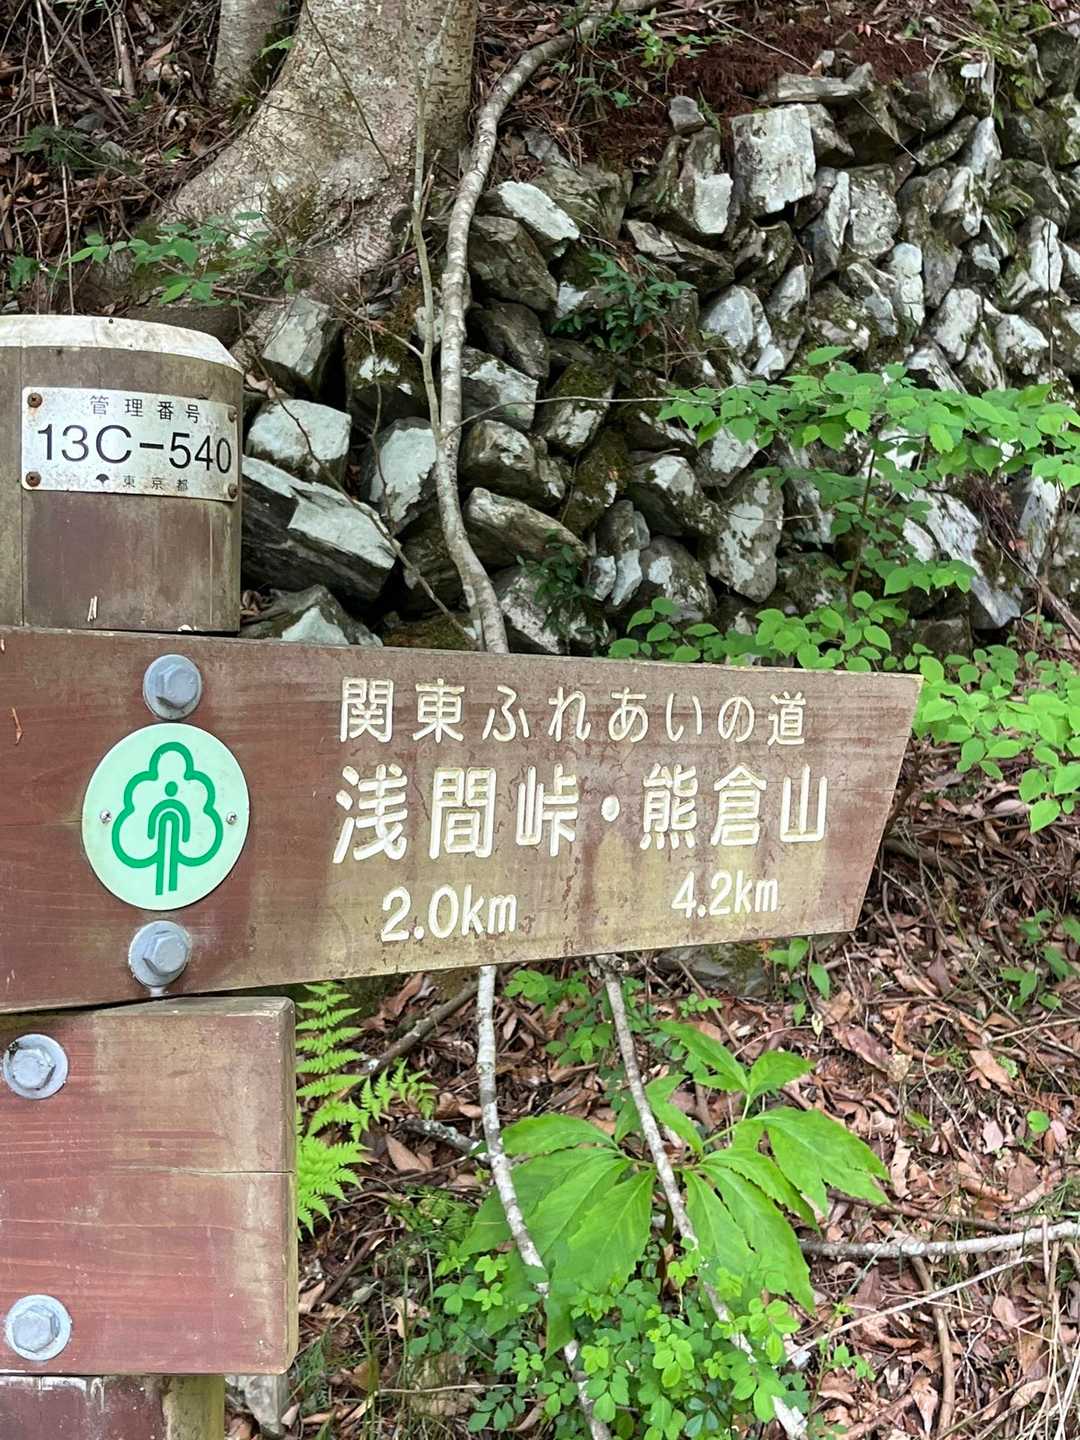 管理番号
13C-540
東京都
関東ふれあいの道
浅間峠・熊倉山
2.0km 4.2km